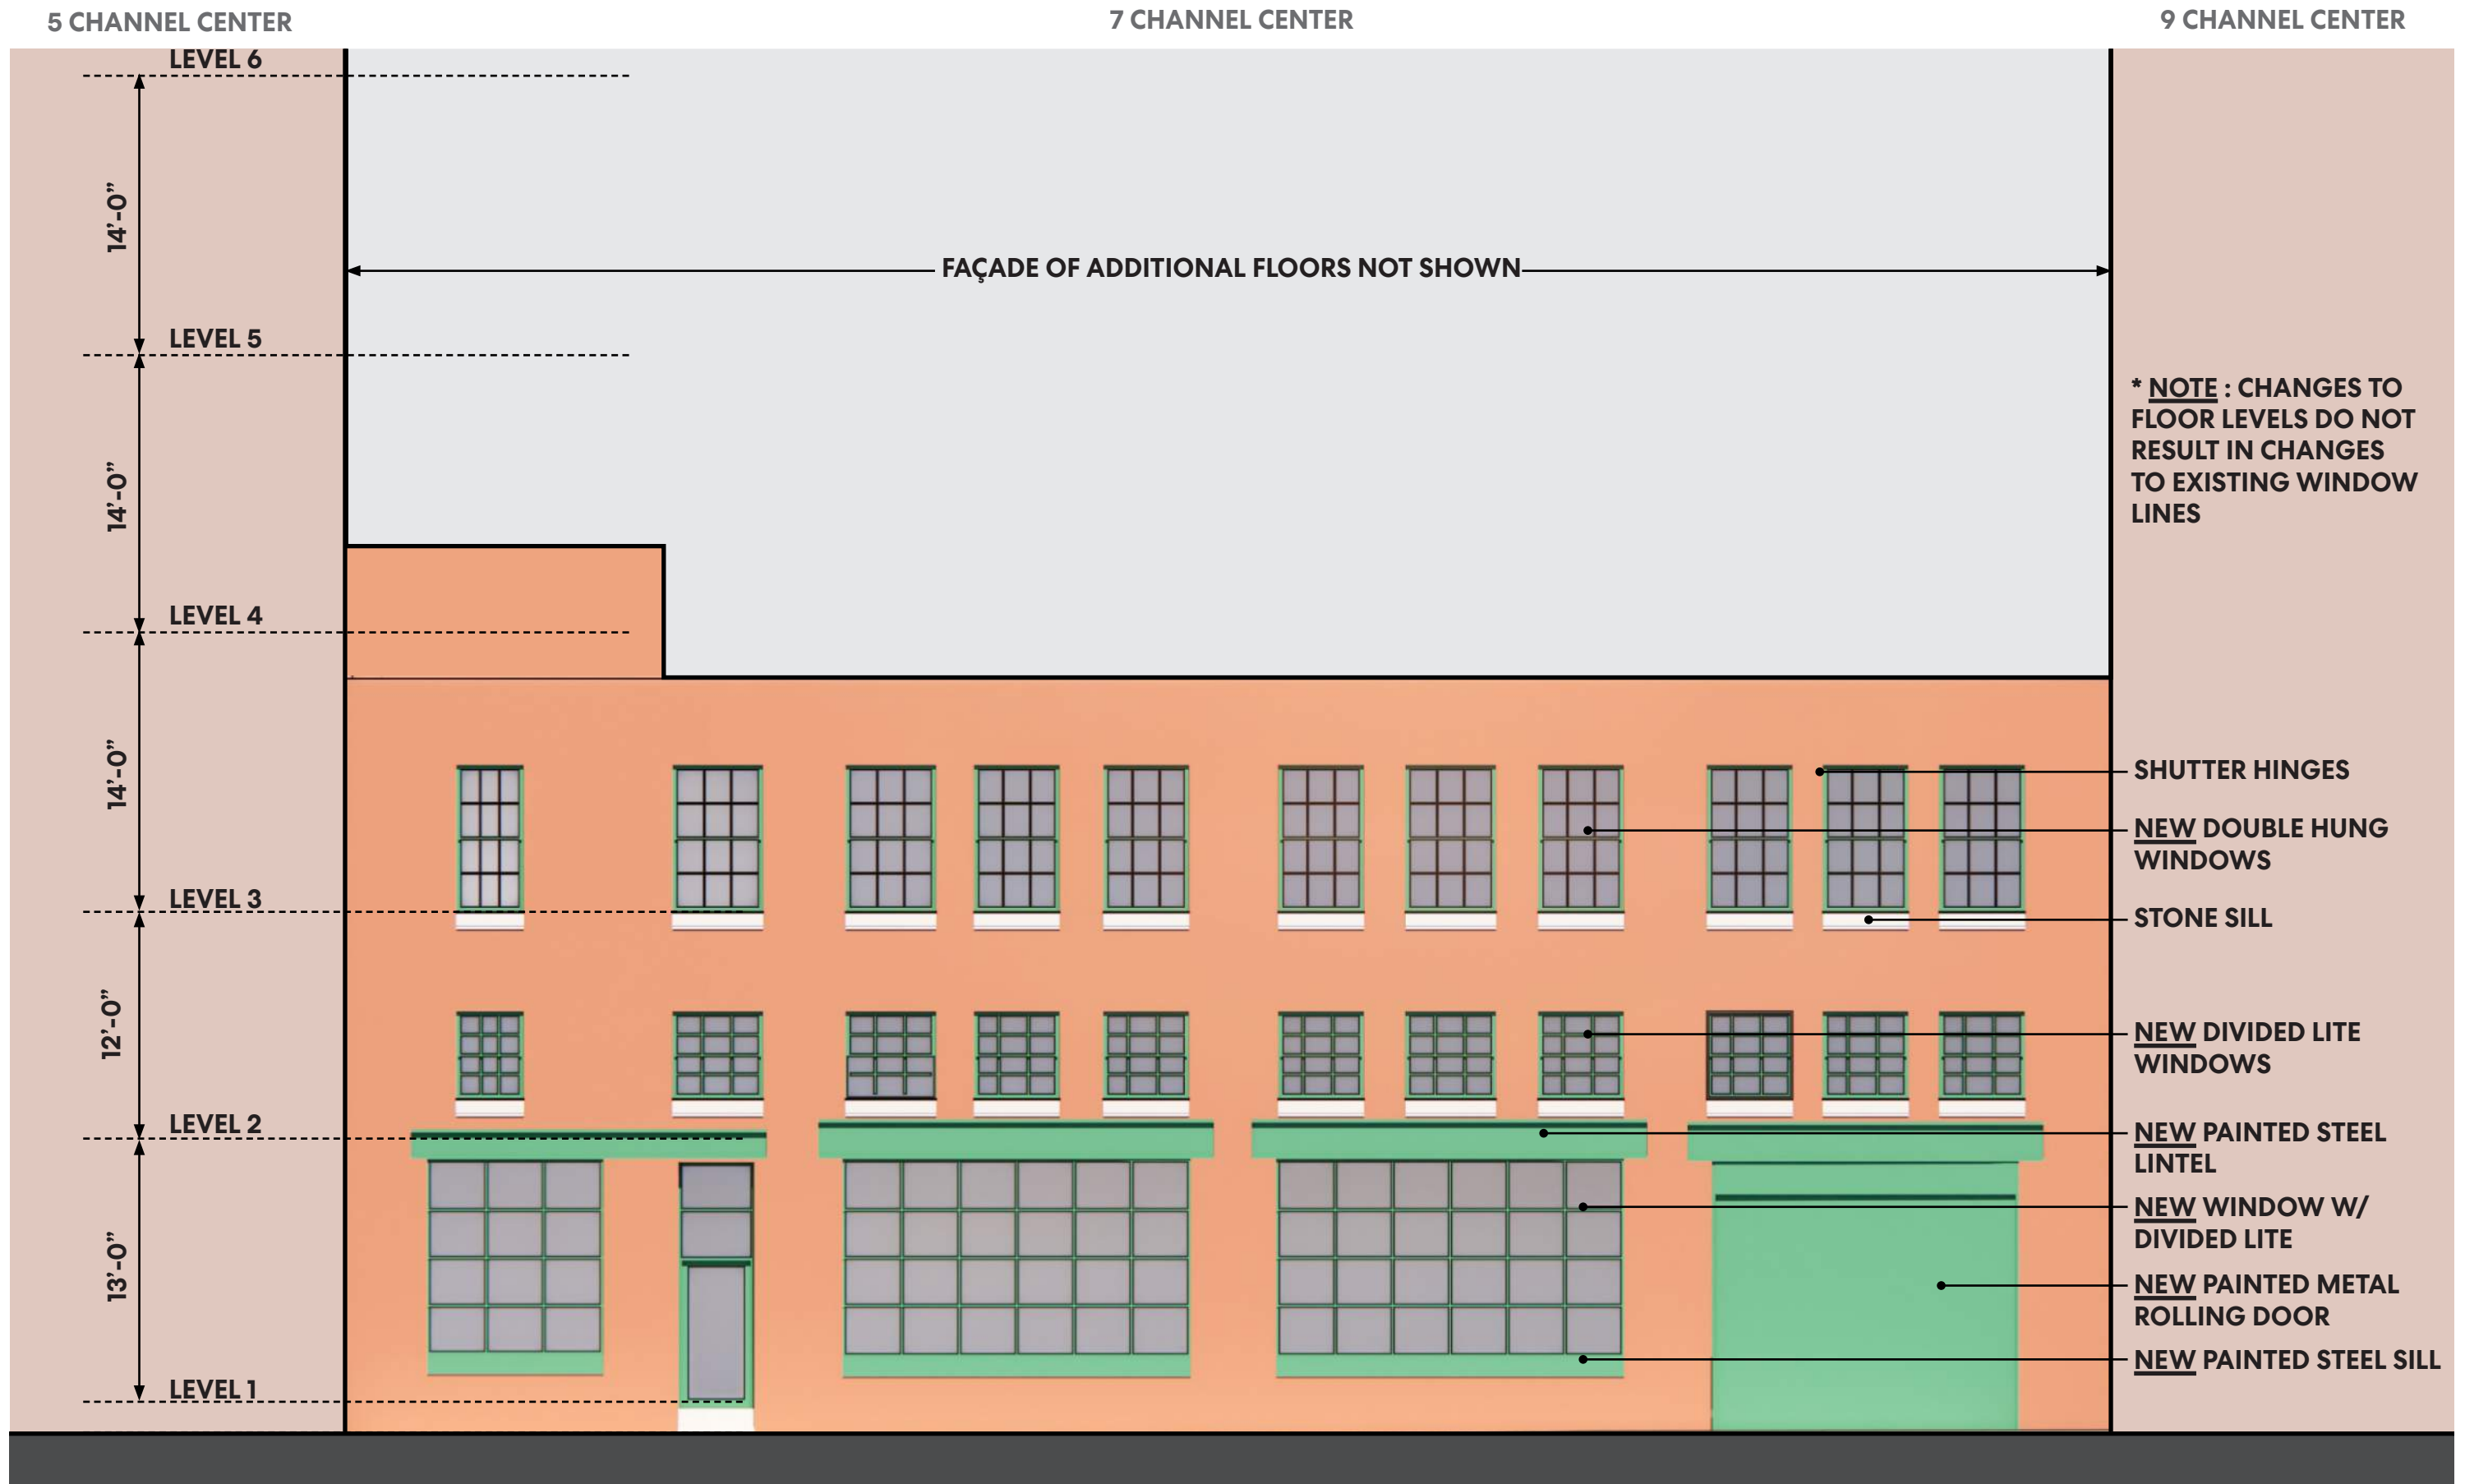 5 CHANNEL CENTER
7 CHANNEL CENTER
9 CHANNEL CENTER
LEVEL 6
14’-0”
FAÇADE OF ADDITIONAL FLOORS NOT SHOWN
LEVEL 5
* NOTE : CHANGES TO
FLOOR LEVELS DO NOT
RESULT IN CHANGES
TO EXISTING WINDOW
LINES
14’-0”
LEVEL 4
14’-0”
SHUTTER HINGES
NEW DOUBLE HUNG
WINDOWS
LEVEL 3
STONE SILL
12’-0”
NEW DIVIDED LITE
WINDOWS
LEVEL 2
NEW PAINTED STEEL
LINTEL
NEW WINDOW W/
DIVIDED LITE
13’-0”
NEW PAINTED METAL
ROLLING DOOR
NEW PAINTED STEEL SILL
LEVEL 1